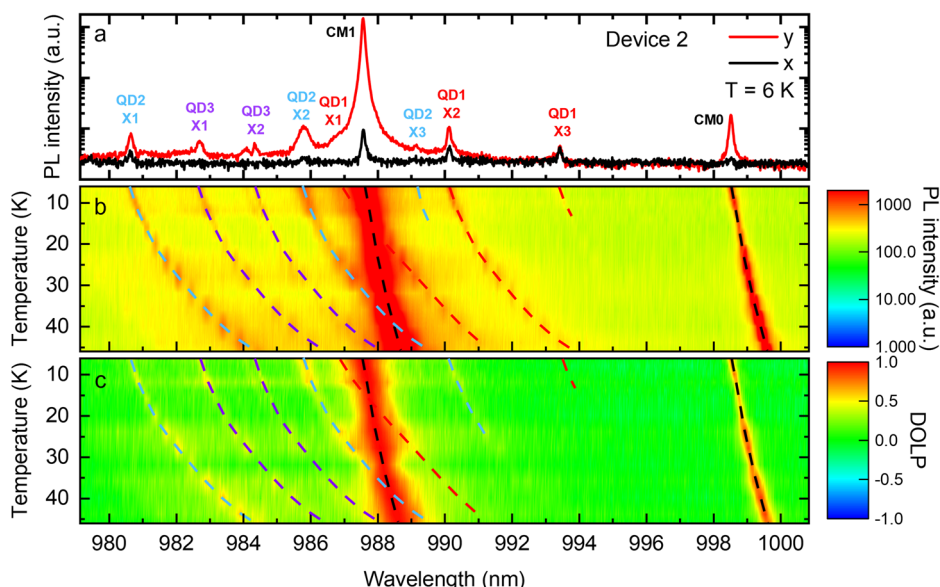 a
CM1
Device 2
y
x
T = 6 K
PL intensity (a.u.)
QD2
X1
QD3
X1
QD3
X2
QD2
X2
QD1
X1
QD2
X3
QD1
X2
QD1
X3
CM0
b
Temperature (K)
10
20
30
40
1000
100.0
10.00
1.000
PL intensity (a.u.)
c
Temperature (K)
10
20
30
40
1.0
0.5
0.0
-0.5
-1.0
DOLP
980 982 984 986 988 990 992 994 996 998 1000
Wavelength (nm)